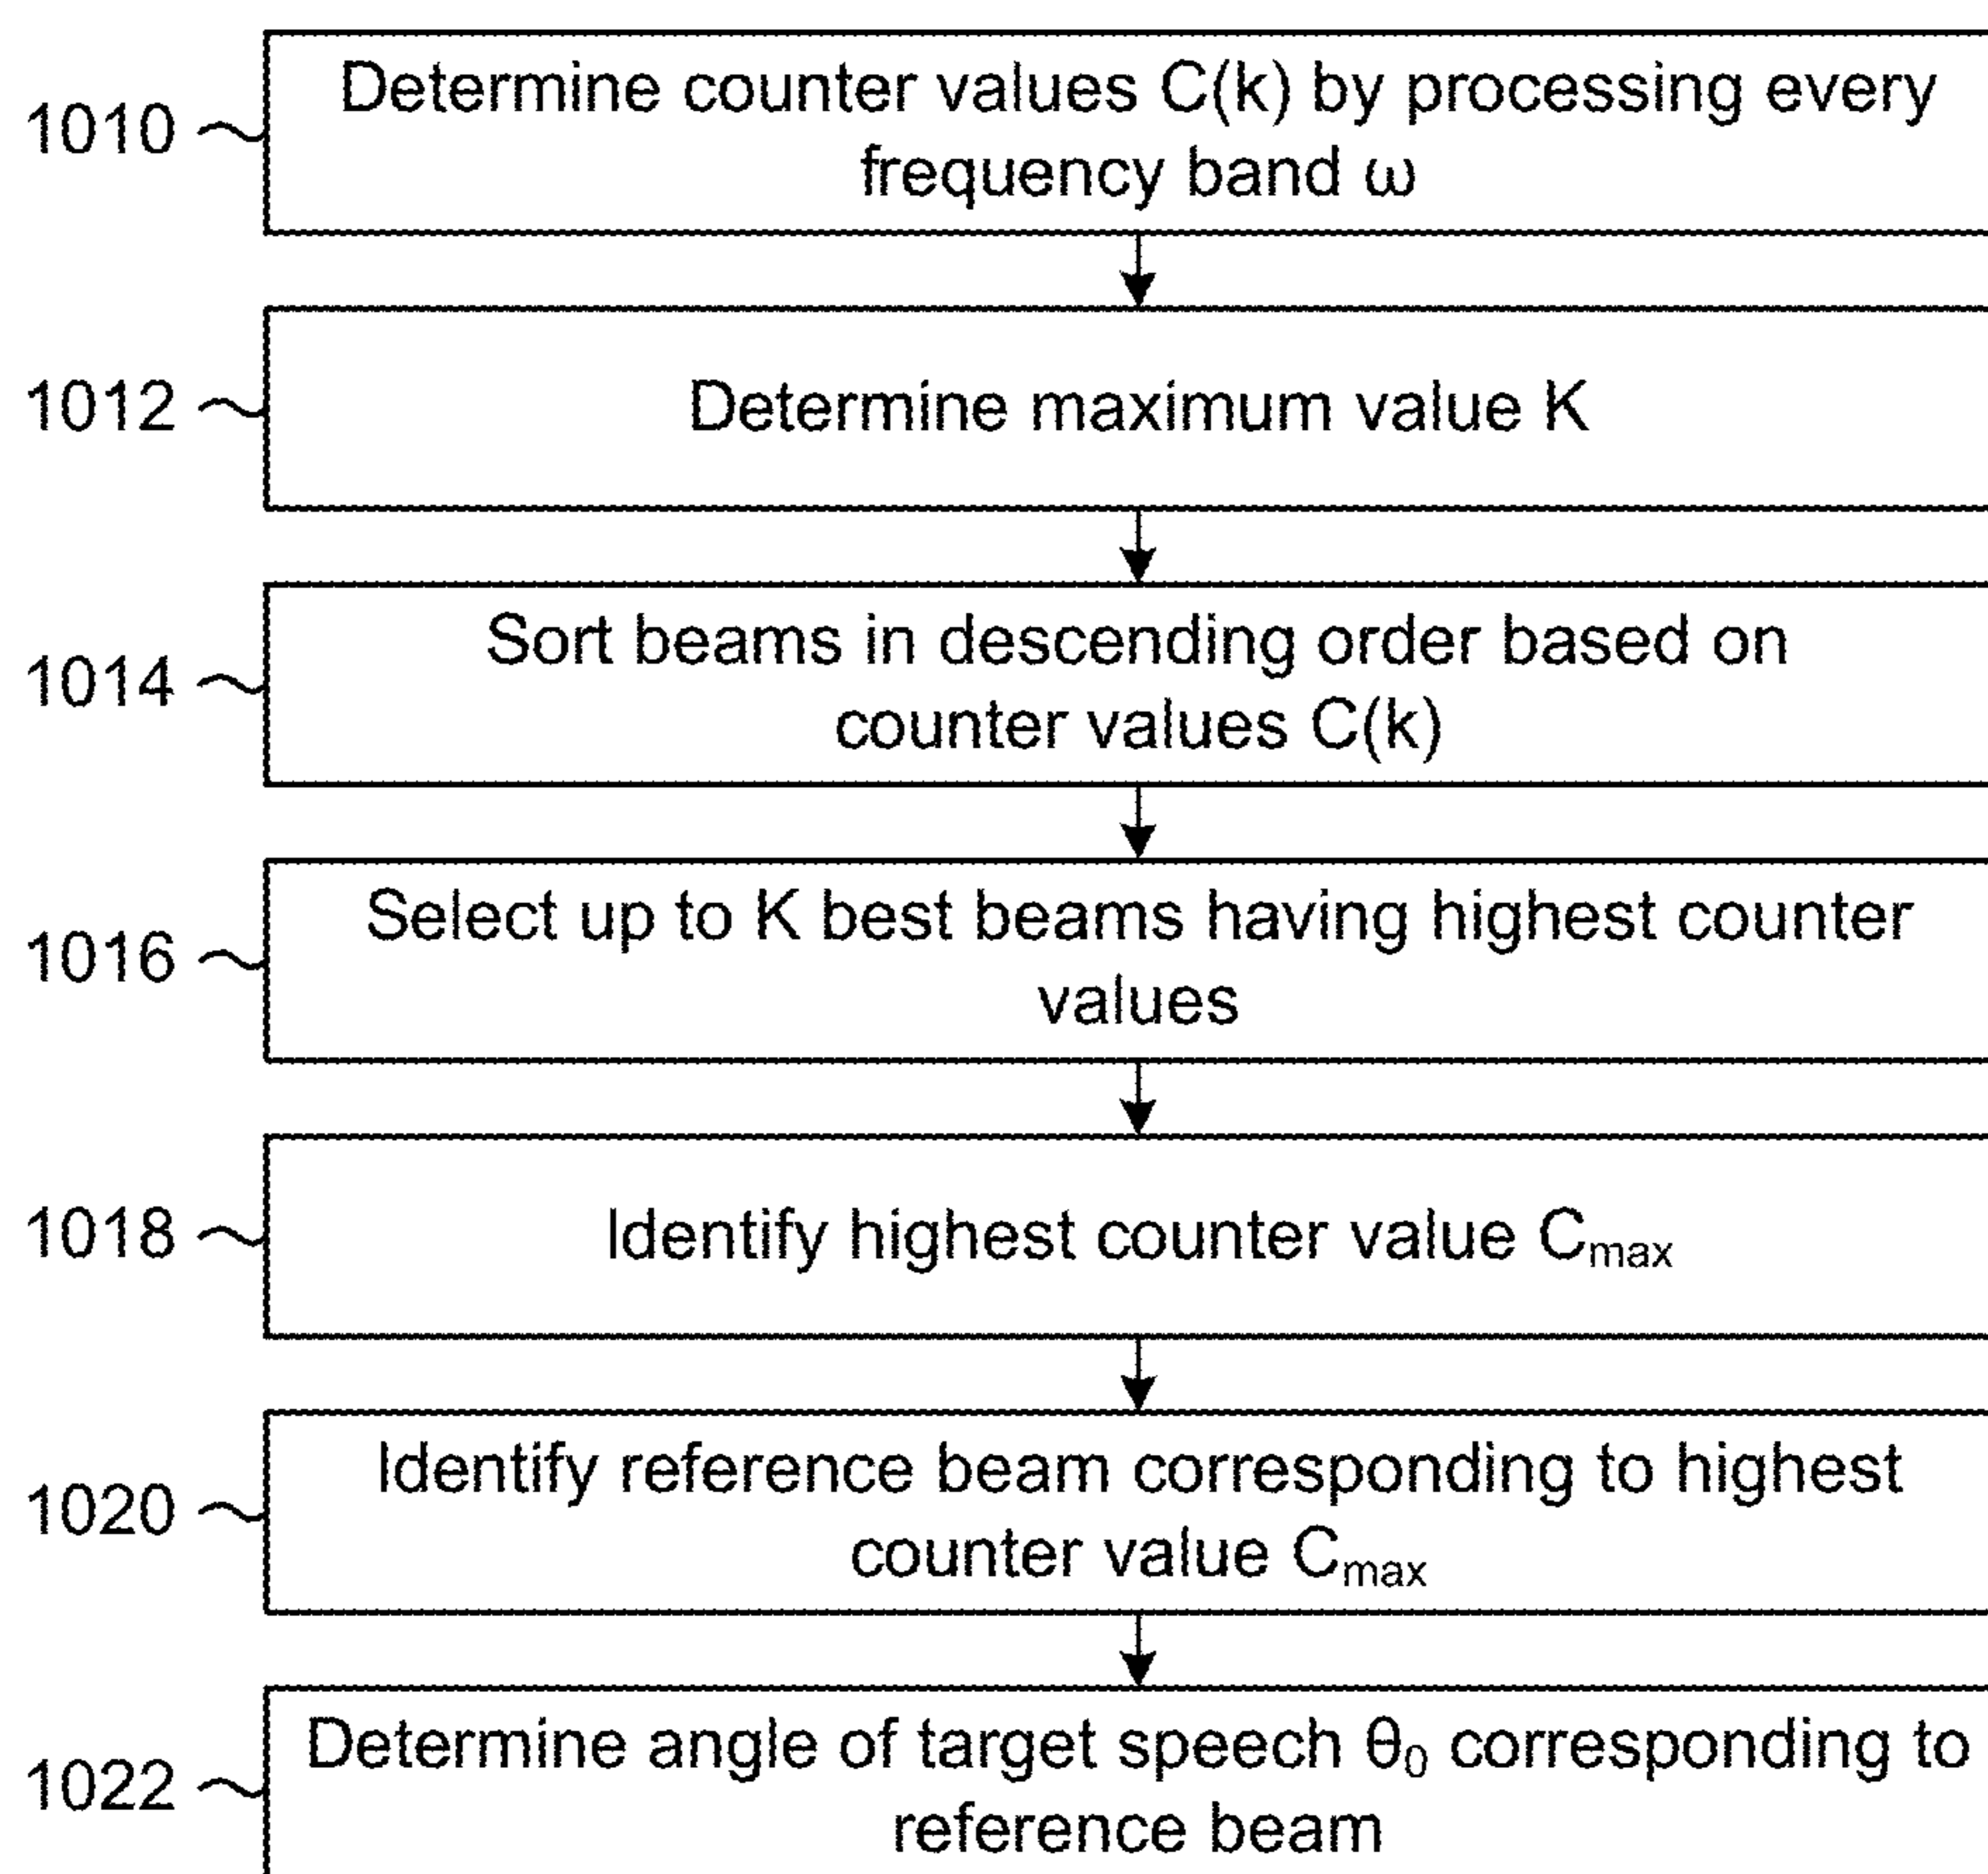 1010
Determine counter values C(k) by processing every
frequency band ω
1012
Determine maximum value K
1014
Sort beams in descending order based on
counter values C(k)
1016
Select up to K best beams having highest counter
values
1018
Identify highest counter value Cmax
1020
Identify reference beam corresponding to highest
counter value Cmax
1022
Determine angle of target speech θ0 corresponding to
reference beam